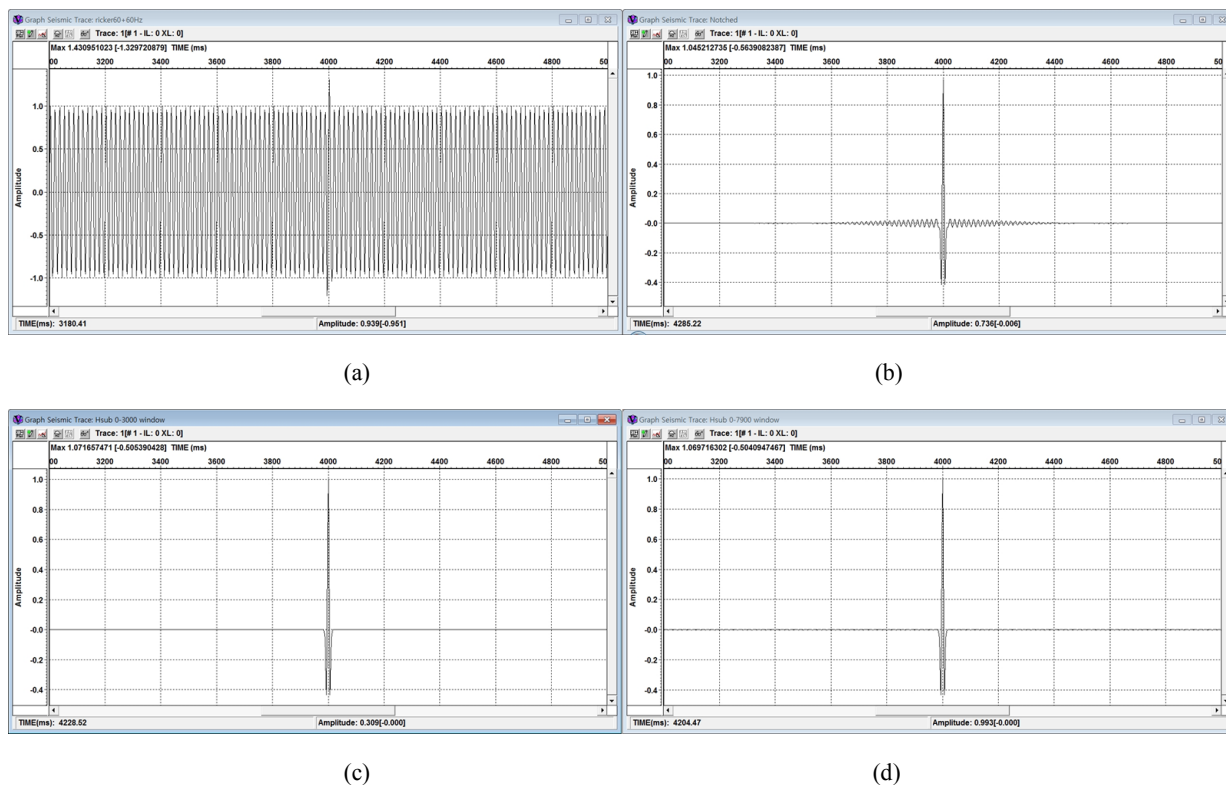 Graph Seismic Trace: ricker60+60Hz
Trace: 1[# 1 - IL: 0 XL: 0]
Max 1.430951023 [-1.329720879] TIME (ms)
00 3400 3600 3800 4000 4200 4400 4600 4800 50
1.0
0.5
0.0
-0.5
-1.0
Amplitude
TIME(ms): 3180.41 Amplitude: 0.939[-0.951]
(a)
Graph Seismic Trace: Notched
Trace: 1[# 1 - IL: 0 XL: 0]
Max 1.045212735 [-0.5639082387] TIME (ms)
00 3400 3600 3800 4000 4200 4400 4600 4800 50
1.0
0.8
0.6
0.4
0.2
-0.0
-0.2
-0.4
Amplitude
TIME(ms): 4285.22 Amplitude: 0.736[-0.006]
(b)
Graph Seismic Trace: Hsub 0-3000 window
Trace: 1[# 1 - IL: 0 XL: 0]
Max 1.071657471 [-0.505390428] TIME (ms)
00 3400 3600 3800 4000 4200 4400 4600 4800 50
1.0
0.8
0.6
0.4
0.2
-0.0
-0.2
-0.4
Amplitude
TIME(ms): 4228.52 Amplitude: 0.309[-0.000]
(c)
Graph Seismic Trace: Hsub 0-7900 window
Trace: 1[# 1 - IL: 0 XL: 0]
Max 1.069716302 [-0.5040947467] TIME (ms)
00 3400 3600 3800 4000 4200 4400 4600 4800 50
1.0
0.8
0.6
0.4
0.2
-0.0
-0.2
-0.4
Amplitude
TIME(ms): 4204.47 Amplitude: 0.993[-0.000]
(d)